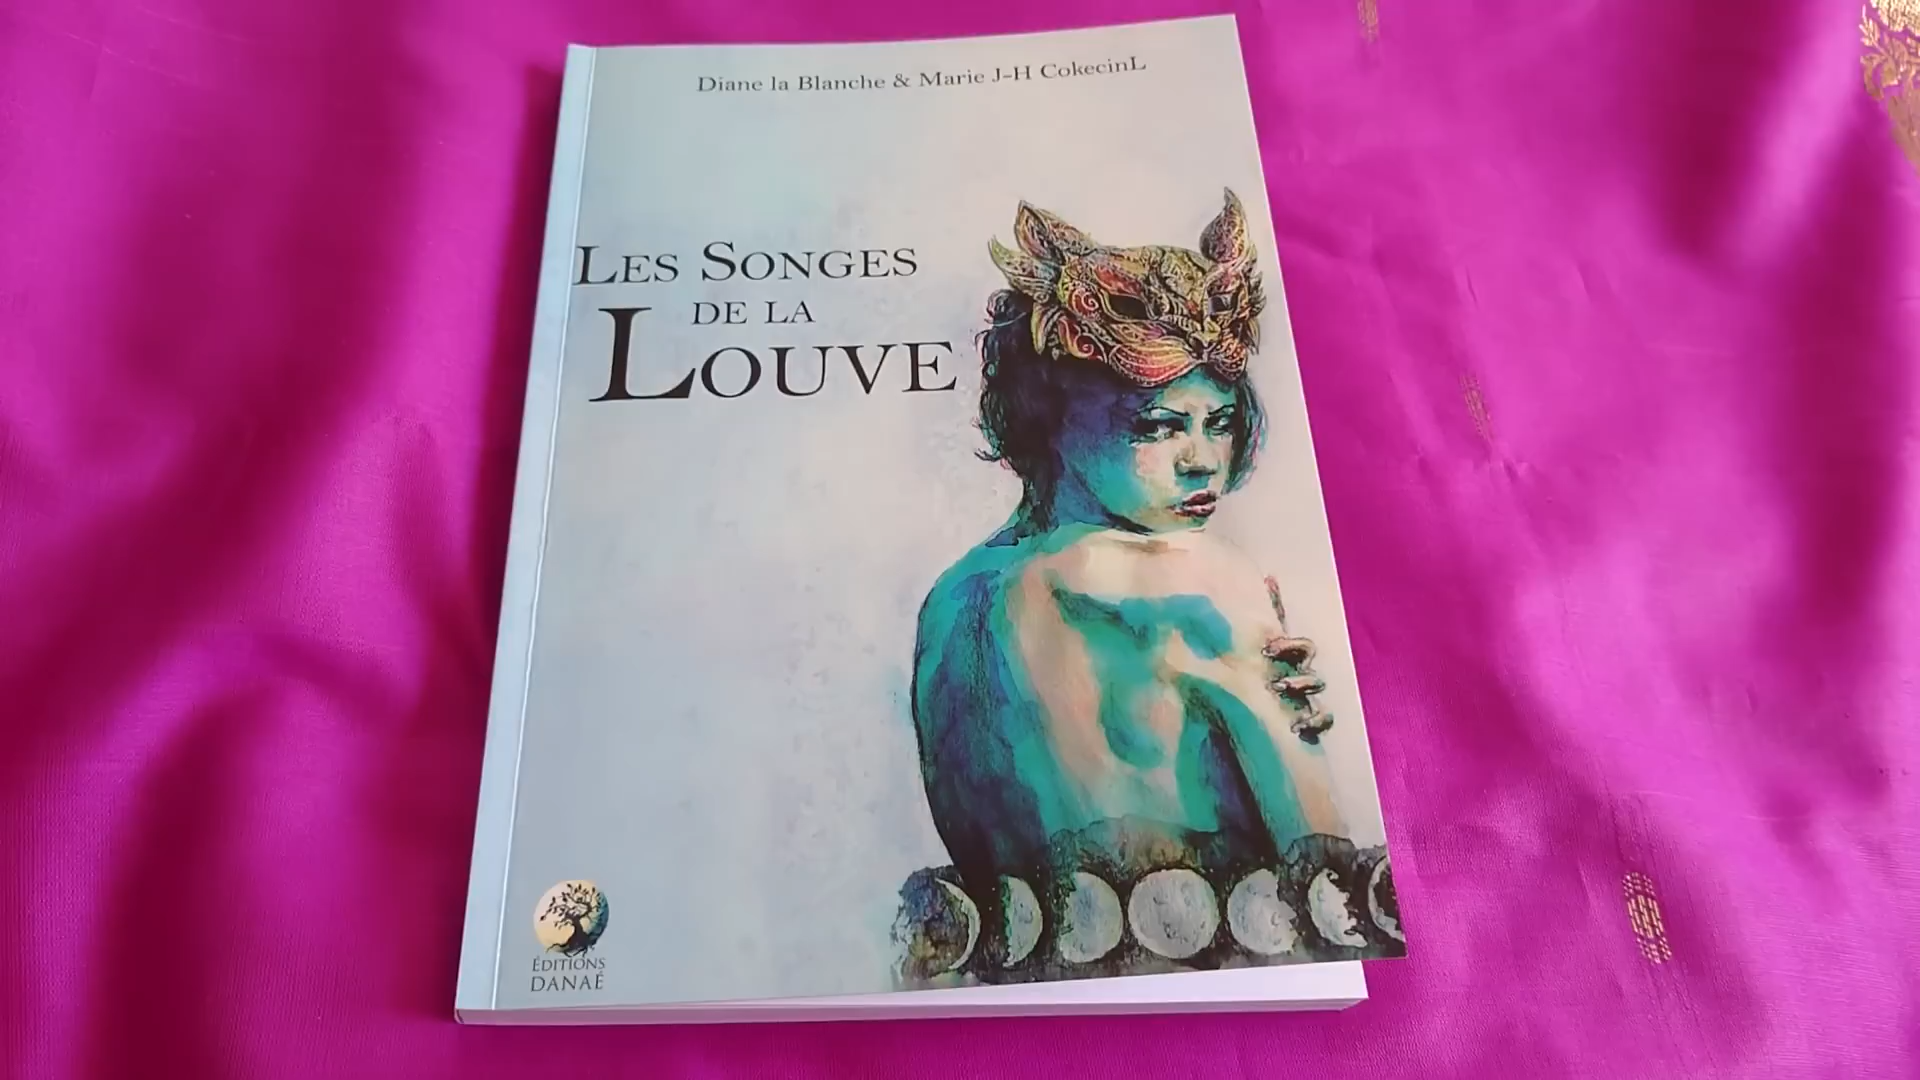 Diane la Blanche & Marie J-H CokecinL
LES SONGES
DE LA
LOUVE
ÉDITIONS
DANAÉ